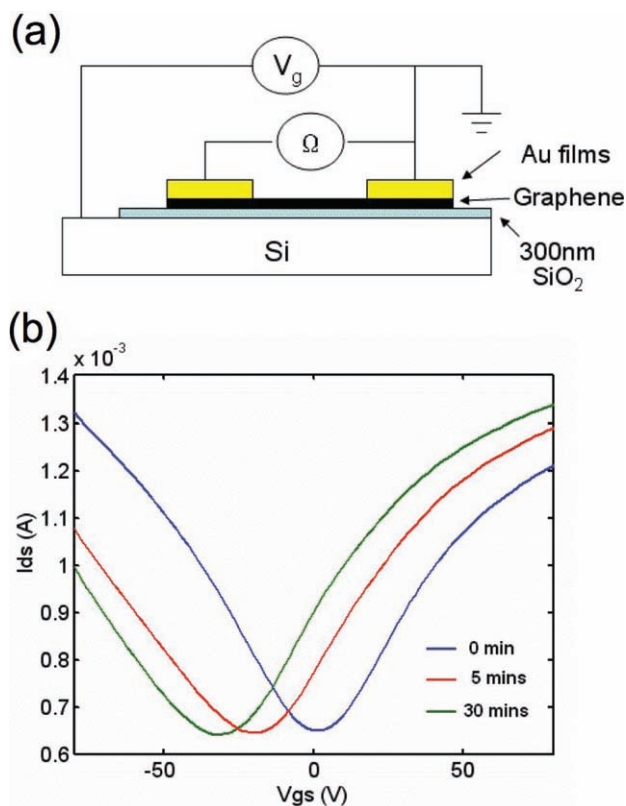 (a)
Vg
Ω
Au films
Graphene
300nm
SiO2
Si
(b)
x 10-3
1.4
1.3
1.2
1.1
1
0.9
0.8
0.7
0.6
Ids (A)
0 min
5 mins
30 mins
-50
0
50
Vgs (V)